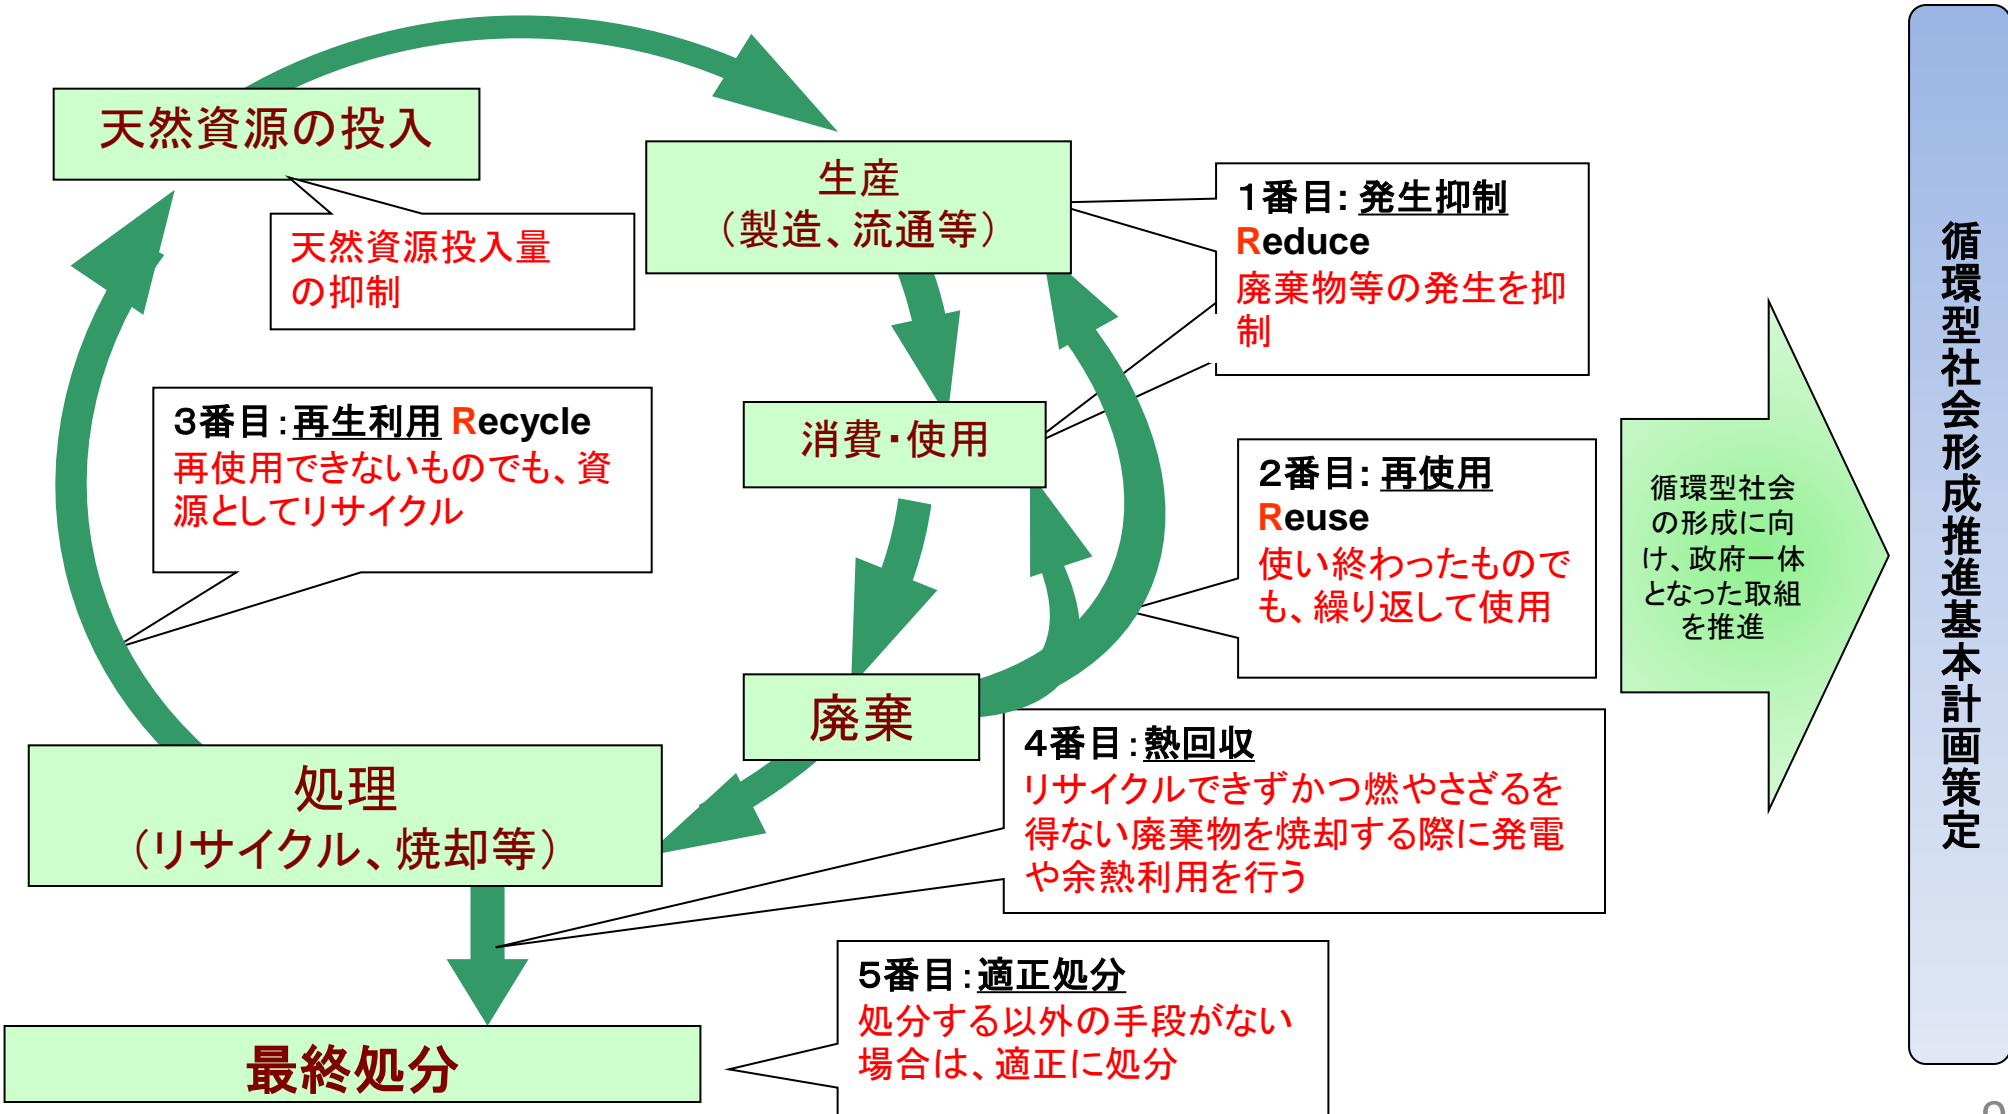 天然資源の投入
天然資源投入量
の抑制
生産
（製造、流通等）
１番目：発生抑制
Reduce
廃棄物等の発生を抑
制
消費・使用
３番目：再生利用 Recycle
再使用できないものでも、資
源としてリサイクル
２番目：再使用
Reuse
使い終わったもので
も、繰り返して使用
廃棄
処理
（リサイクル、焼却等）
４番目：熱回収
リサイクルできずかつ燃やさざるを
得ない廃棄物を焼却する際に発電
や余熱利用を行う
最終処分
５番目：適正処分
処分する以外の手段がない
場合は、適正に処分
循環型社会
の形成に向
け、政府一体
となった取組
を推進
循環型社会形成推進基本計画策定